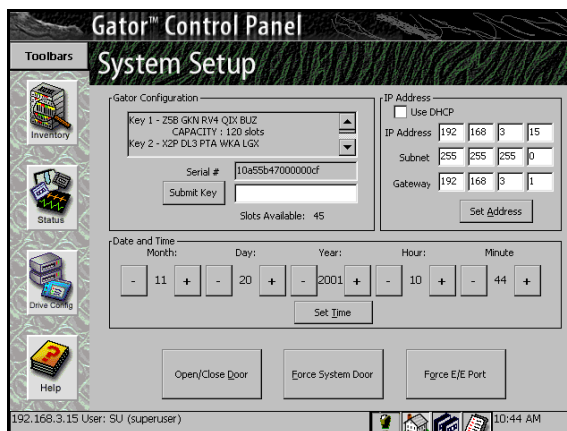 Gator™ Control Panel
Toolbars
System Setup
Inventory
Status
Drive Config
Help
Gator Configuration
Key 1 - Z5B GKN RV4 QIX BUZ
CAPACITY : 120 slots
Key 2 - X2P DL3 PTA WKA LGX
Serial # 10a55b47000000cf
Submit Key
Slots Available: 45
IP Address
Use DHCP
IP Address 192 168 3 15
Subnet 255 255 255 0
Gateway 192 168 3 1
Set Address
Date and Time
Month: Day: Year: Hour: Minute
- 11 + - 20 + - 2001 + - 10 + - 44 +
Set Time
Open/Close Door Force System Door Force E/E Port
192.168.3.15 User: SU (superuser) 10:44 AM